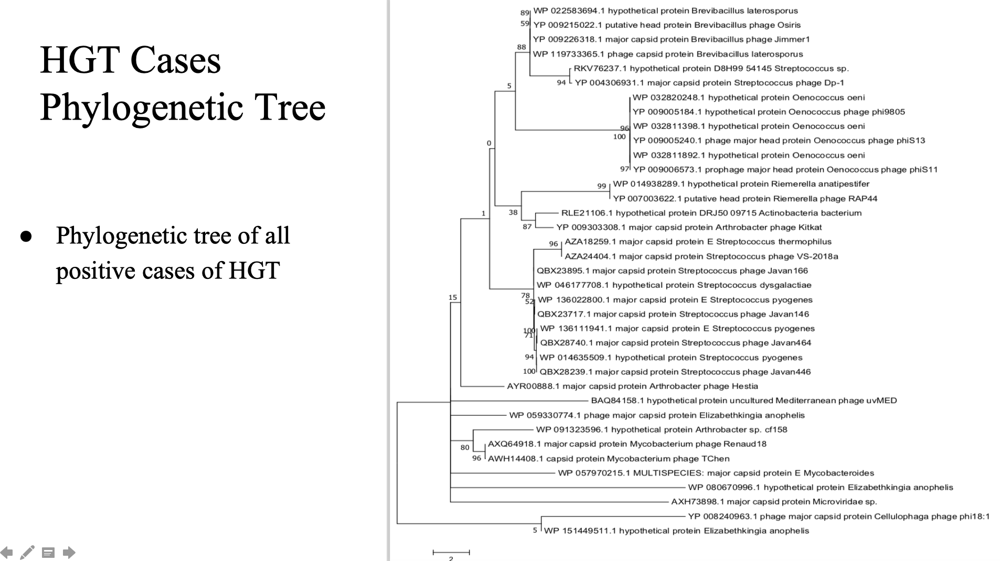 HGT Cases
Phylogenetic Tree
● Phylogenetic tree of all
positive cases of HGT
89 WP 022583694.1 hypothetical protein Brevibacillus laterosporus
59 YP 009215022.1 putative head protein Brevibacillus phage Osiris
YP 009226318.1 major capsid protein Brevibacillus phage Jimmer1
88
WP 119733365.1 phage capsid protein Brevibacillus laterosporus
RKV76237.1 hypothetical protein D8H99 54145 Streptococcus sp.
94 YP 004306931.1 major capsid protein Streptococcus phage Dp-1
5
WP 032820248.1 hypothetical protein Oenococcus oeni
YP 009005184.1 hypothetical protein Oenococcus phage phi9805
96 WP 032811398.1 hypothetical protein Oenococcus oeni
100 YP 009005240.1 phage major head protein Oenococcus phage phiS13
0
WP 032811892.1 hypothetical protein Oenococcus oeni
97 YP 009006573.1 prophage major head protein Oenococcus phage phiS11
99 WP 014938289.1 hypothetical protein Riemerella anatipestifer
YP 007003622.1 putative head protein Riemerella phage RAP44
1 38 RLE21106.1 hypothetical protein DRJ50 09715 Actinobacteria bacterium
87 YP 009303308.1 major capsid protein Arthrobacter phage Kitkat
96 AZA18259.1 major capsid protein E Streptococcus thermophilus
AZA24404.1 major capsid protein Streptococcus phage VS-2018a
QBX23895.1 major capsid protein Streptococcus phage Javan166
WP 046177708.1 hypothetical protein Streptococcus dysgalactiae
15 78
52 WP 136022800.1 major capsid protein E Streptococcus pyogenes
QBX23717.1 major capsid protein Streptococcus phage Javan146
100 WP 136111941.1 major capsid protein E Streptococcus pyogenes
71
QBX28740.1 major capsid protein Streptococcus phage Javan464
94 WP 014635509.1 hypothetical protein Streptococcus pyogenes
100 QBX28239.1 major capsid protein Streptococcus phage Javan446
AYR00888.1 major capsid protein Arthrobacter phage Hestia
BAQ84158.1 hypothetical protein uncultured Mediterranean phage uvMED
WP 059330774.1 phage major capsid protein Elizabethkingia anophelis
WP 091323596.1 hypothetical protein Arthrobacter sp. cf158
80 AXQ64918.1 major capsid protein Mycobacterium phage Renaud18
96 AWH14408.1 capsid protein Mycobacterium phage TChen
WP 057970215.1 MULTISPECIES: major capsid protein E Mycobacteroides
WP 080670996.1 hypothetical protein Elizabethkingia anophelis
AXH73898.1 major capsid protein Microviridae sp.
YP 008240963.1 phage major capsid protein Cellulophaga phage phi18:1
5 WP 151449511.1 hypothetical protein Elizabethkingia anophelis
2